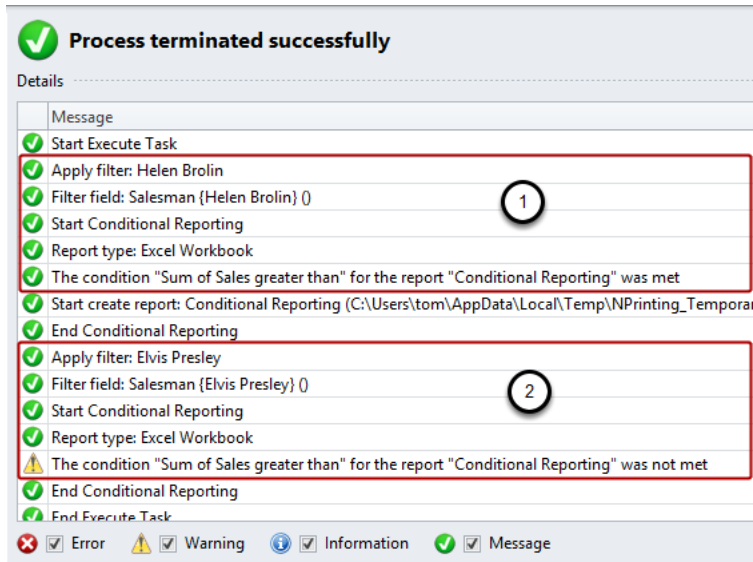 Process terminated successfully
Details
Message
Start Execute Task
Apply filter: Helen Brolin
Filter field: Salesman {Helen Brolin} ()
1
Start Conditional Reporting
Report type: Excel Workbook
The condition "Sum of Sales greater than" for the report "Conditional Reporting" was met
Start create report: Conditional Reporting (C:\Users\tom\AppData\Local\Temp\NPrinting_Temporar
End Conditional Reporting
Apply filter: Elvis Presley
Filter field: Salesman {Elvis Presley} ()
2
Start Conditional Reporting
Report type: Excel Workbook
The condition "Sum of Sales greater than" for the report "Conditional Reporting" was not met
End Conditional Reporting
End Execute Task
Error Warning Information Message